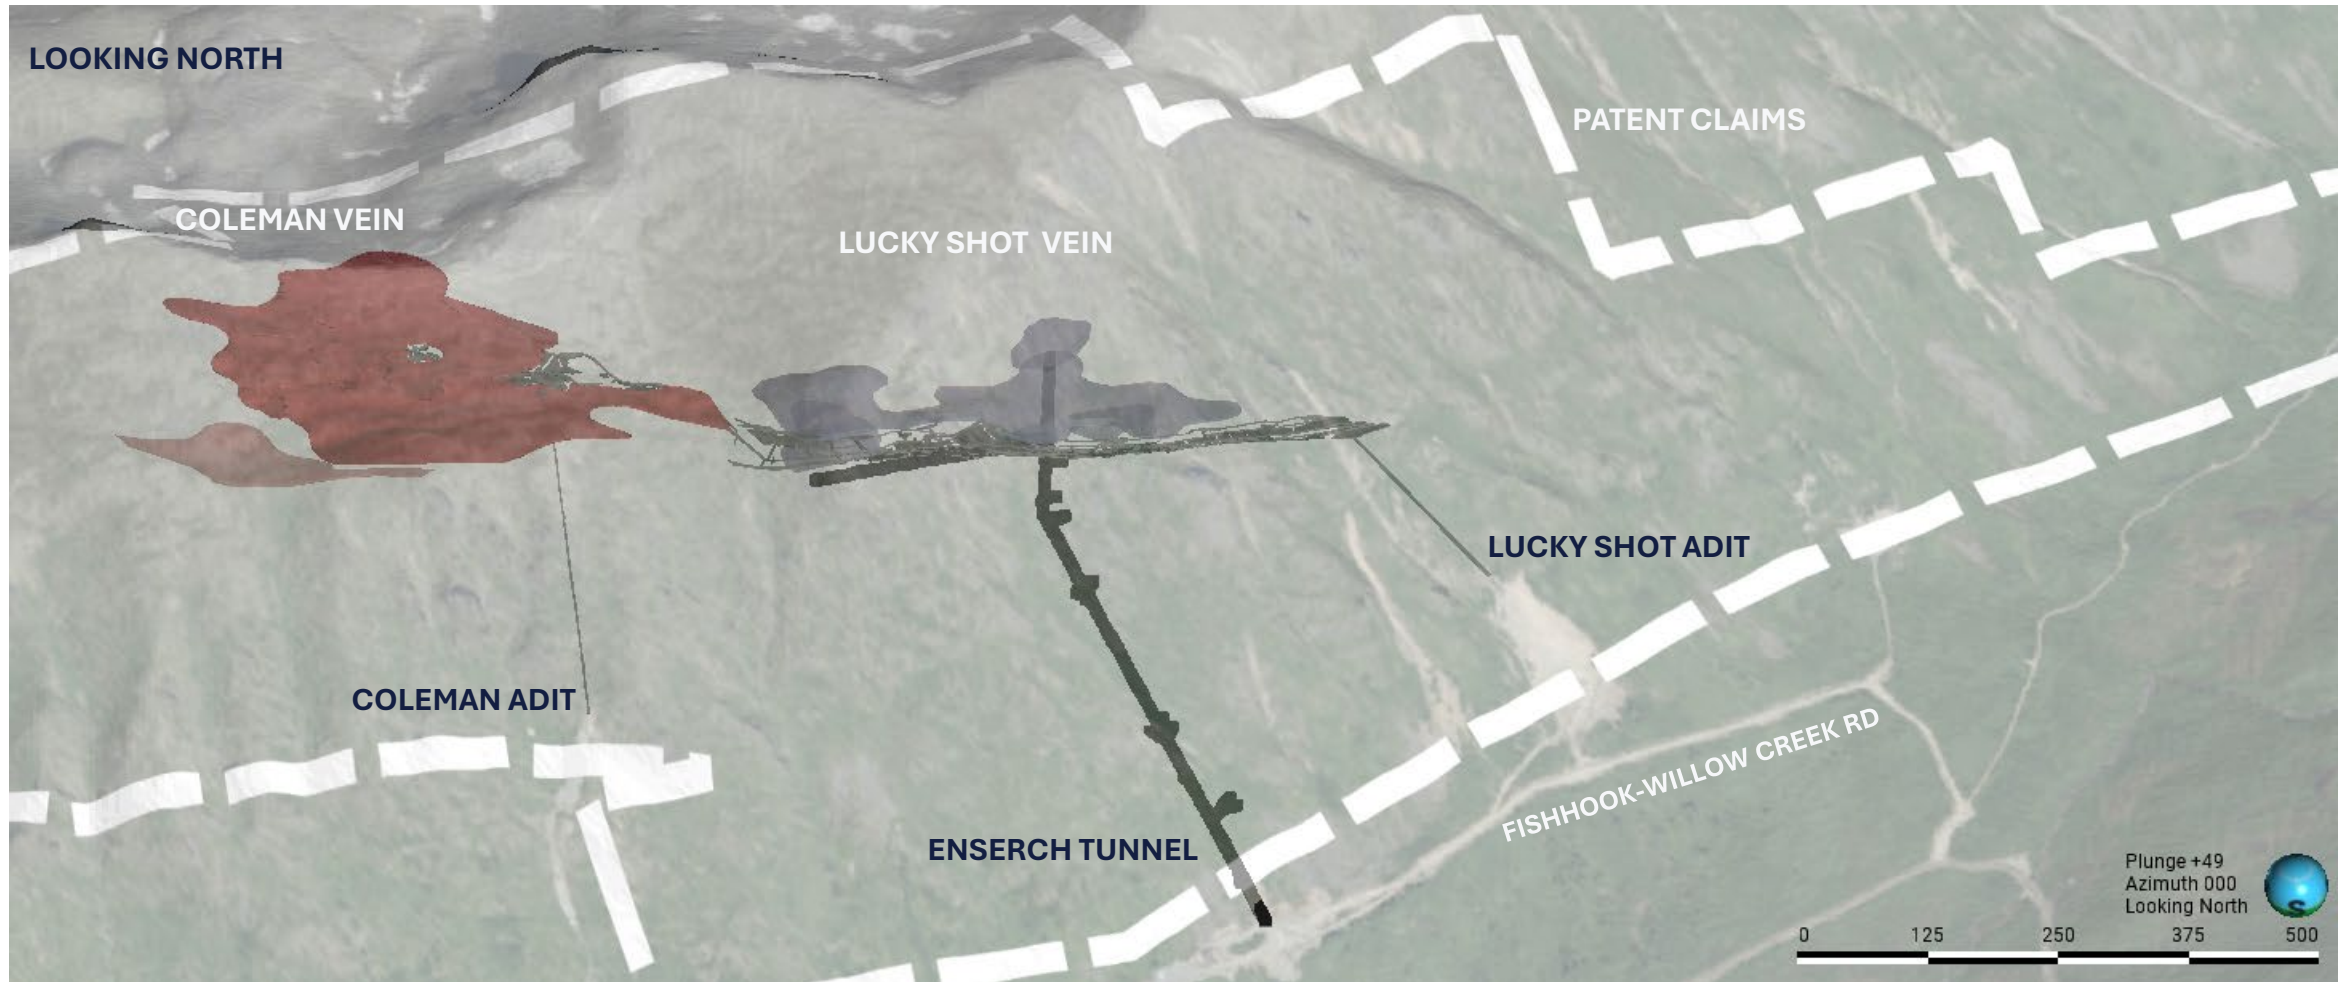 LOOKING NORTH
PATENT CLAIMS
COLEMAN VEIN
LUCKY SHOT VEIN
LUCKY SHOT ADIT
COLEMAN ADIT
FISHHOOK-WILLOW CREEK RD
ENSERCH TUNNEL
Plunge +49
Azimuth 000
Looking North
S
0 125 250 375 500